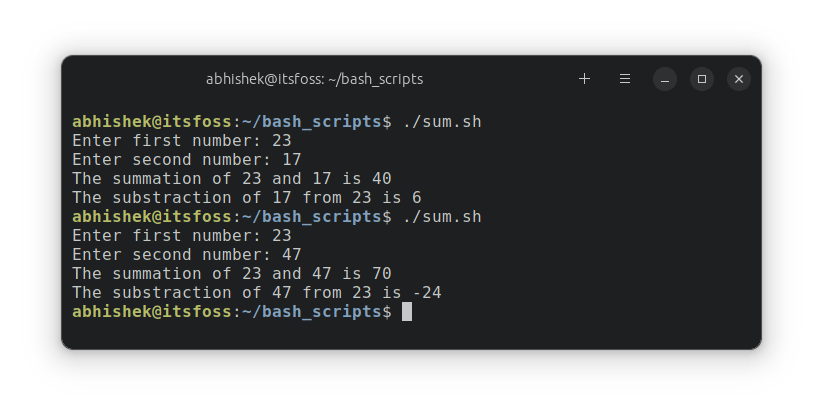 abhishek@itsfoss: ~/bash_scripts
abhishek@itsfoss:~/bash_scripts$ ./sum.sh
Enter first number: 23
Enter second number: 17
The summation of 23 and 17 is 40
The substraction of 17 from 23 is 6
abhishek@itsfoss:~/bash_scripts$ ./sum.sh
Enter first number: 23
Enter second number: 47
The summation of 23 and 47 is 70
The substraction of 47 from 23 is -24
abhishek@itsfoss:~/bash_scripts$